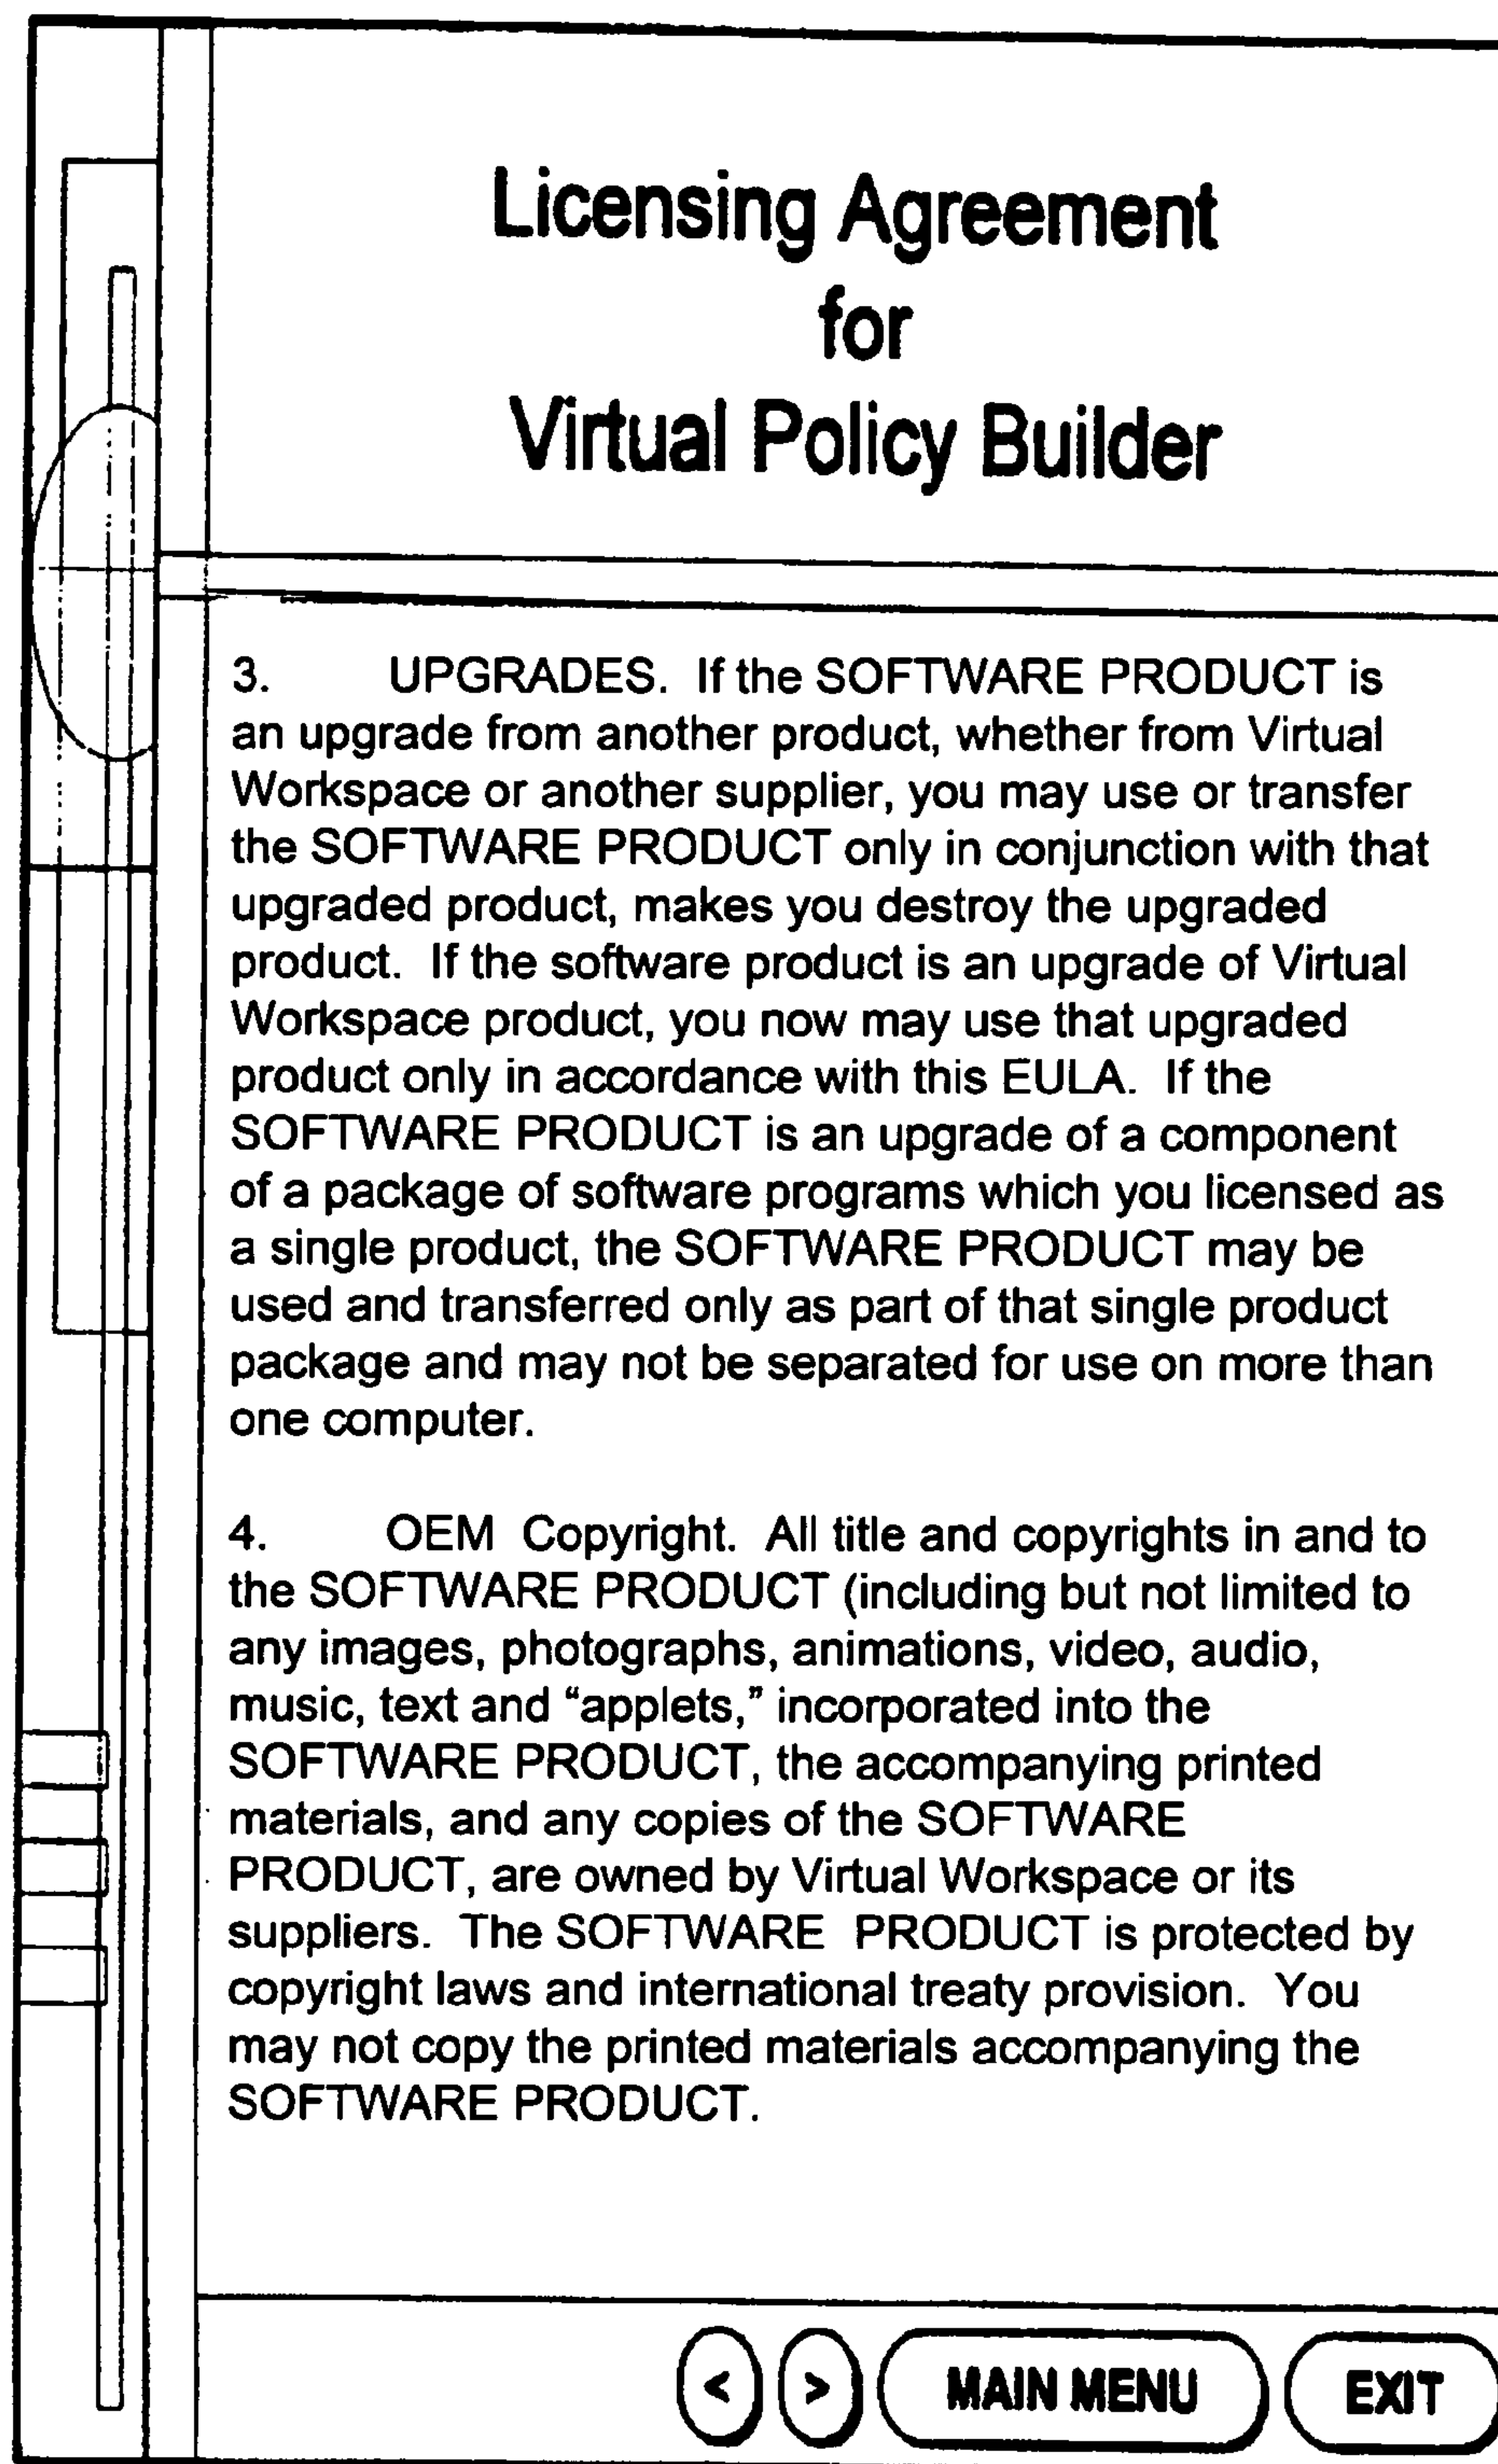 Licensing Agreement
for
Virtual Policy Builder
3. UPGRADES. If the SOFTWARE PRODUCT is
an upgrade from another product, whether from Virtual
Workspace or another supplier, you may use or transfer
the SOFTWARE PRODUCT only in conjunction with that
upgraded product, makes you destroy the upgraded
product. If the software product is an upgrade of Virtual
Workspace product, you now may use that upgraded
product only in accordance with this EULA. If the
SOFTWARE PRODUCT is an upgrade of a component
of a package of software programs which you licensed as
a single product, the SOFTWARE PRODUCT may be
used and transferred only as part of that single product
package and may not be separated for use on more than
one computer.
4. OEM Copyright. All title and copyrights in and to
the SOFTWARE PRODUCT (including but not limited to
any images, photographs, animations, video, audio,
music, text and “applets,” incorporated into the
SOFTWARE PRODUCT, the accompanying printed
materials, and any copies of the SOFTWARE
PRODUCT, are owned by Virtual Workspace or its
suppliers. The SOFTWARE PRODUCT is protected by
copyright laws and international treaty provision. You
may not copy the printed materials accompanying the
SOFTWARE PRODUCT.
< > MAIN MENU EXIT